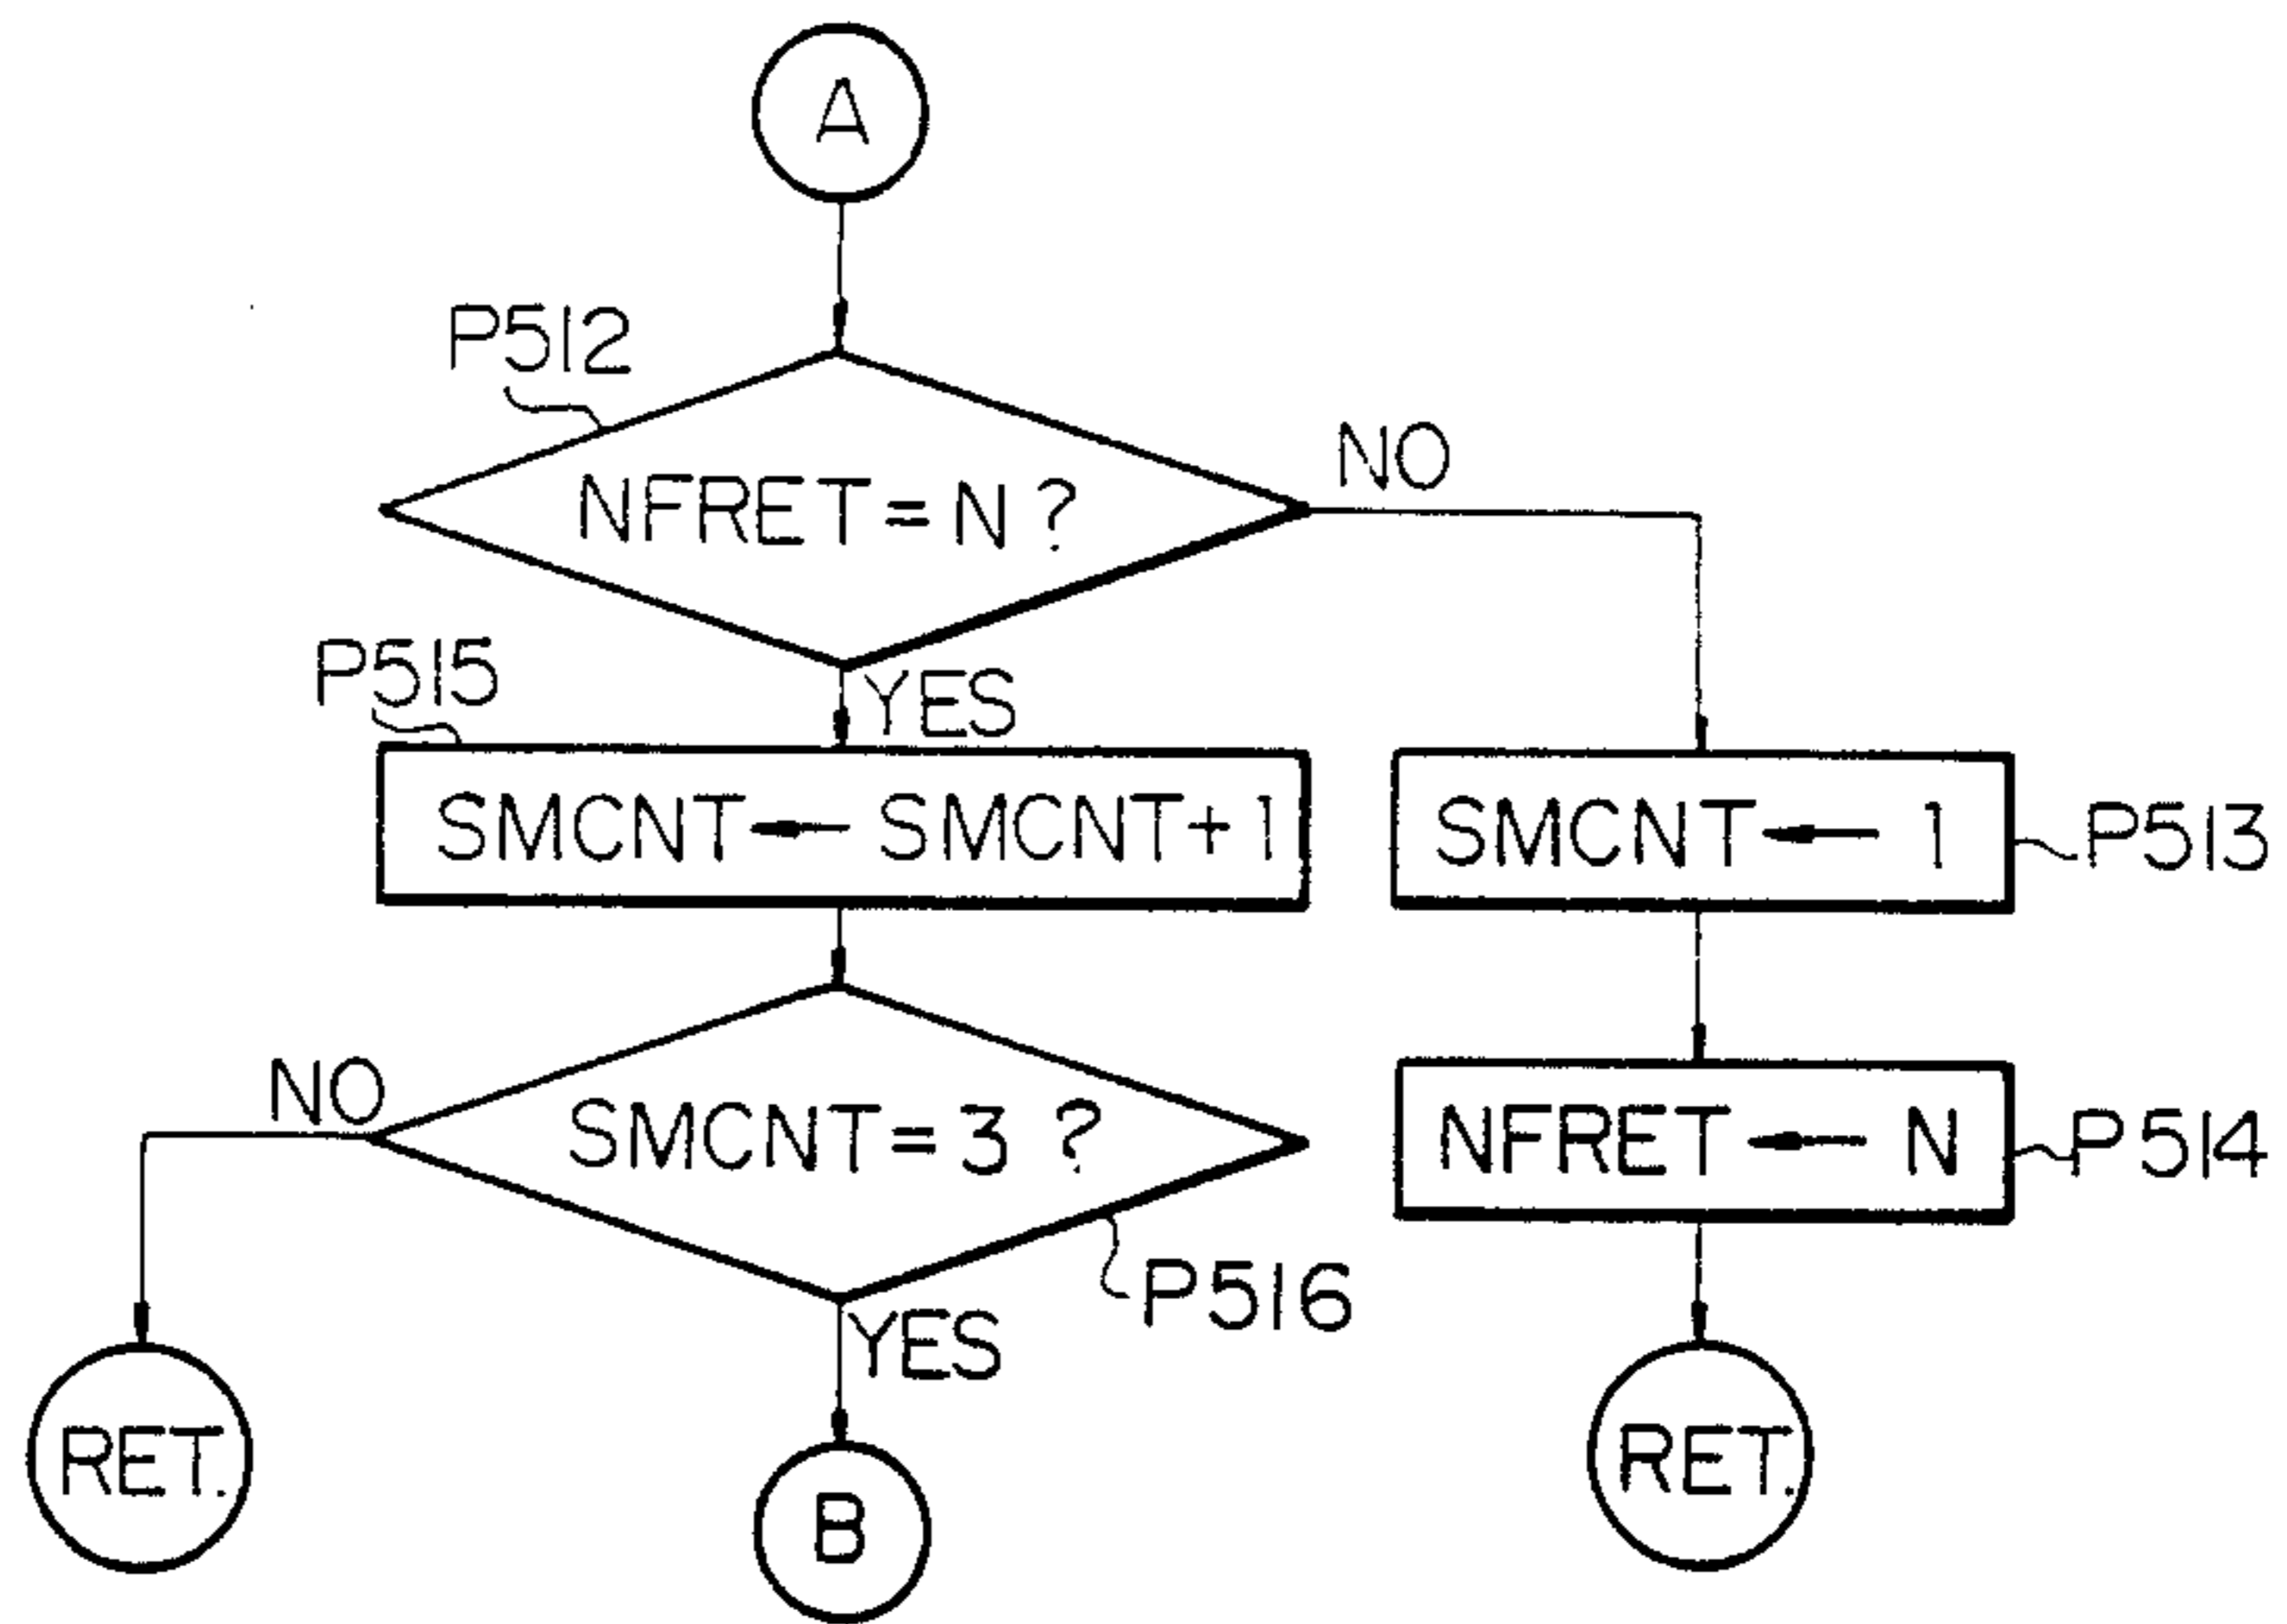 A
P512
NFRET=N?
NO
P515
YES
SMCNT←SMCNT+1
SMCNT←1
P513
NO
SMCNT=3?
NFRET←N
P514
P516
YES
RET.
B
RET.